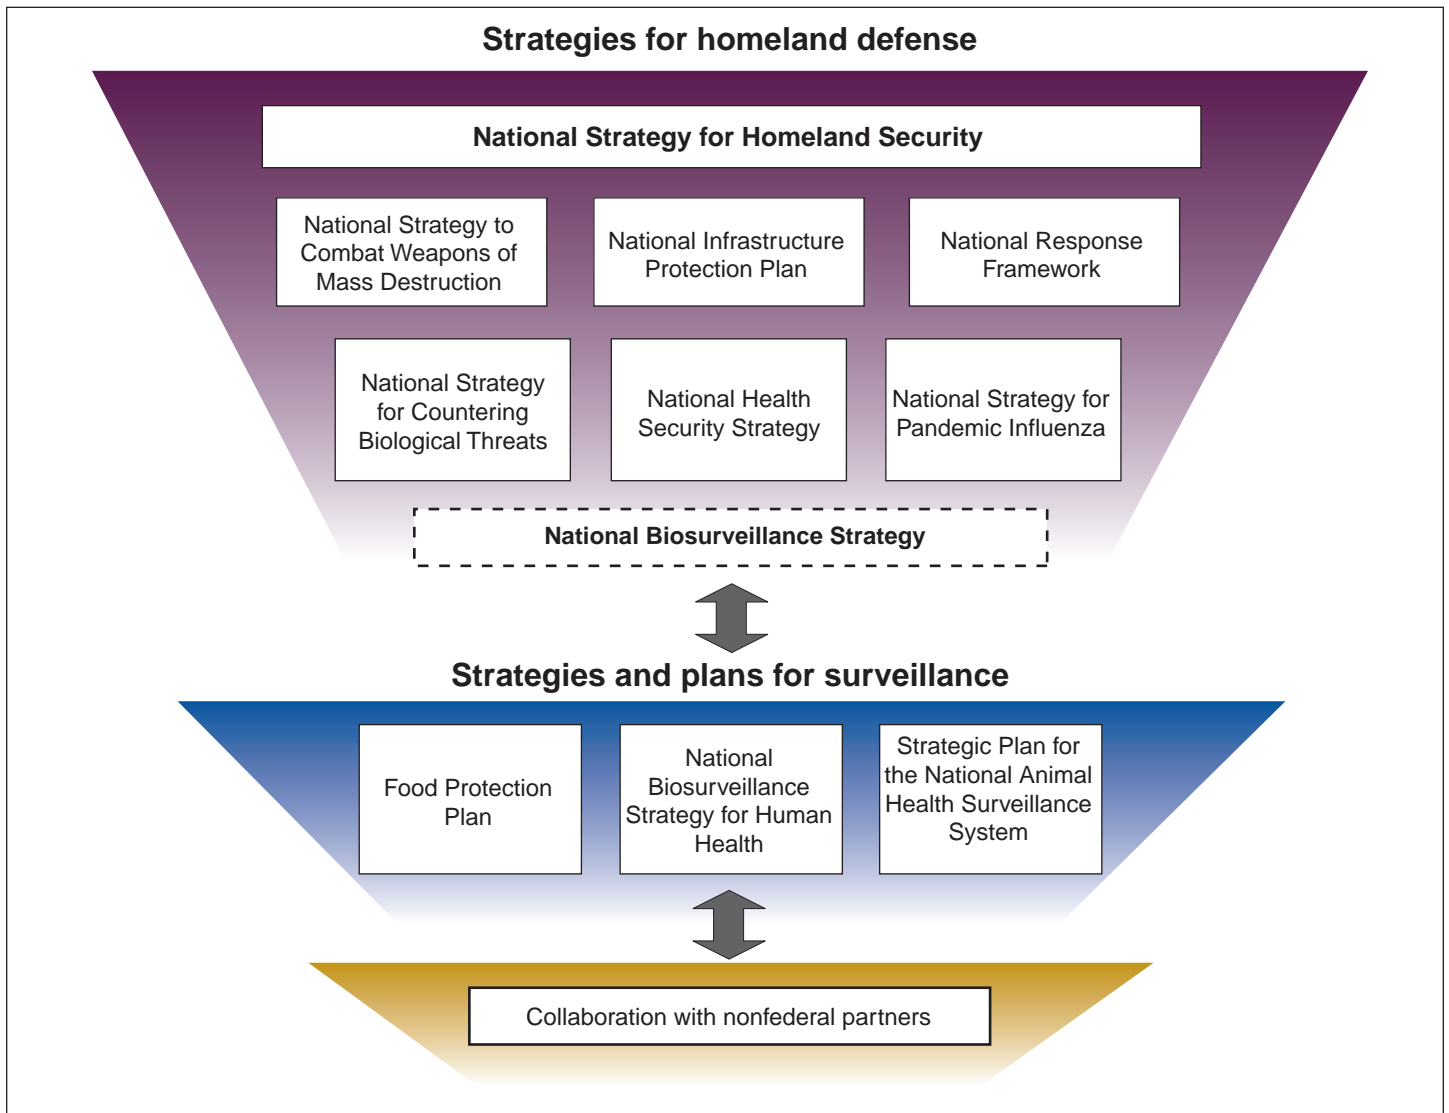 Strategies for homeland defense
National Strategy for Homeland Security
National Strategy to
Combat Weapons of
Mass Destruction
National Infrastructure
Protection Plan
National Response
Framework
National Strategy
for Countering
Biological Threats
National Health
Security Strategy
National Strategy for
Pandemic Influenza
National Biosurveillance Strategy
Strategies and plans for surveillance
Food Protection
Plan
National
Biosurveillance
Strategy for Human
Health
Strategic Plan for
the National Animal
Health Surveillance
System
Collaboration with nonfederal partners